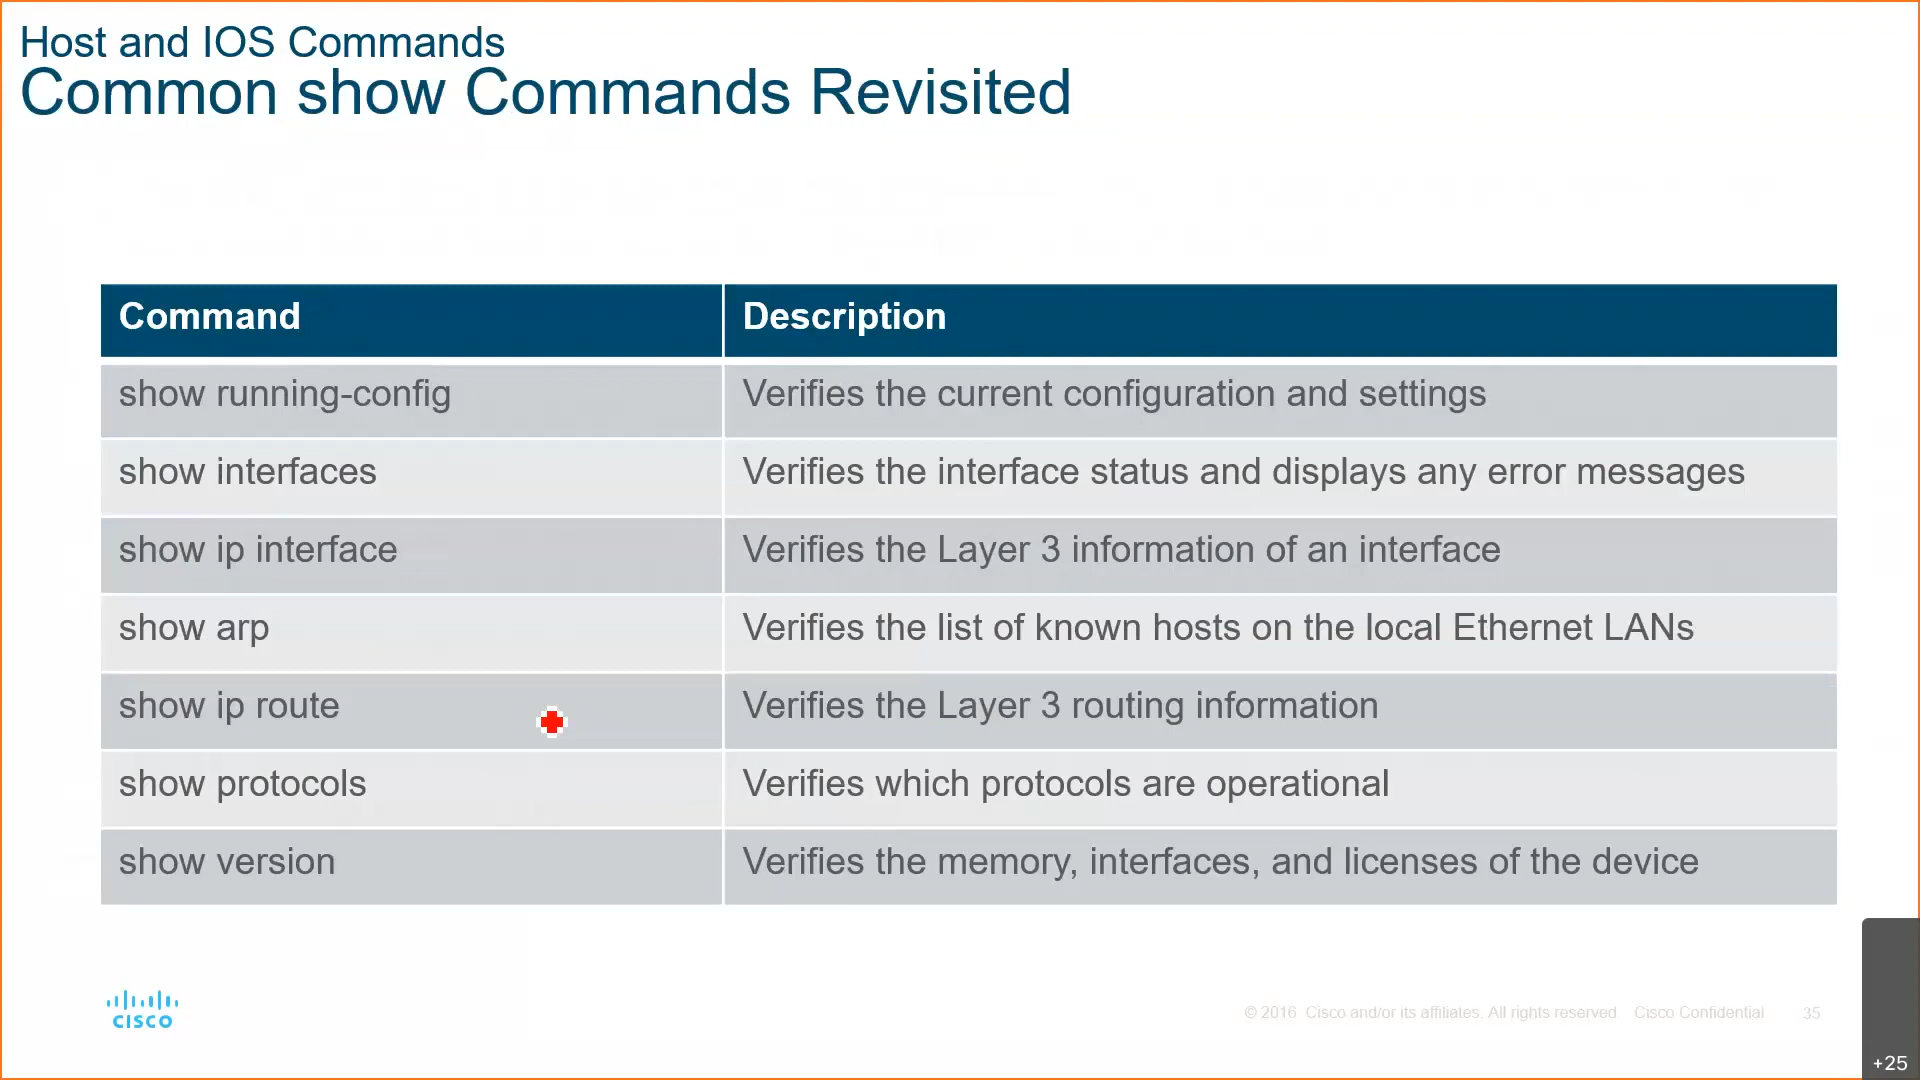 Host and IOS Commands
Common show Commands Revisited
Command Description
show running-config Verifies the current configuration and settings
show interfaces Verifies the interface status and displays any error messages
show ip interface Verifies the Layer 3 information of an interface
show arp Verifies the list of known hosts on the local Ethernet LANs
show ip route Verifies the Layer 3 routing information
show protocols Verifies which protocols are operational
show version Verifies the memory, interfaces, and licenses of the device
CISCO
© 2016 Cisco and/or its affiliates. All rights reserved. Cisco Confidential 35
+25